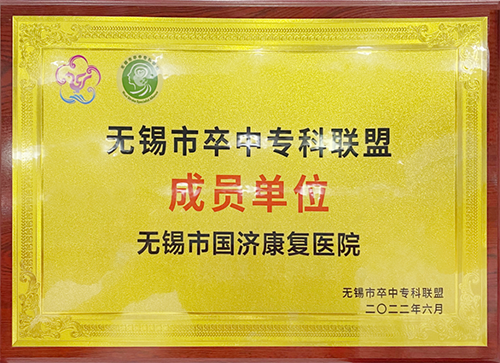 无锡市卒中专科联盟
成员单位
无锡市国济康复医院
无锡市卒中专科联盟
二〇二二年六月